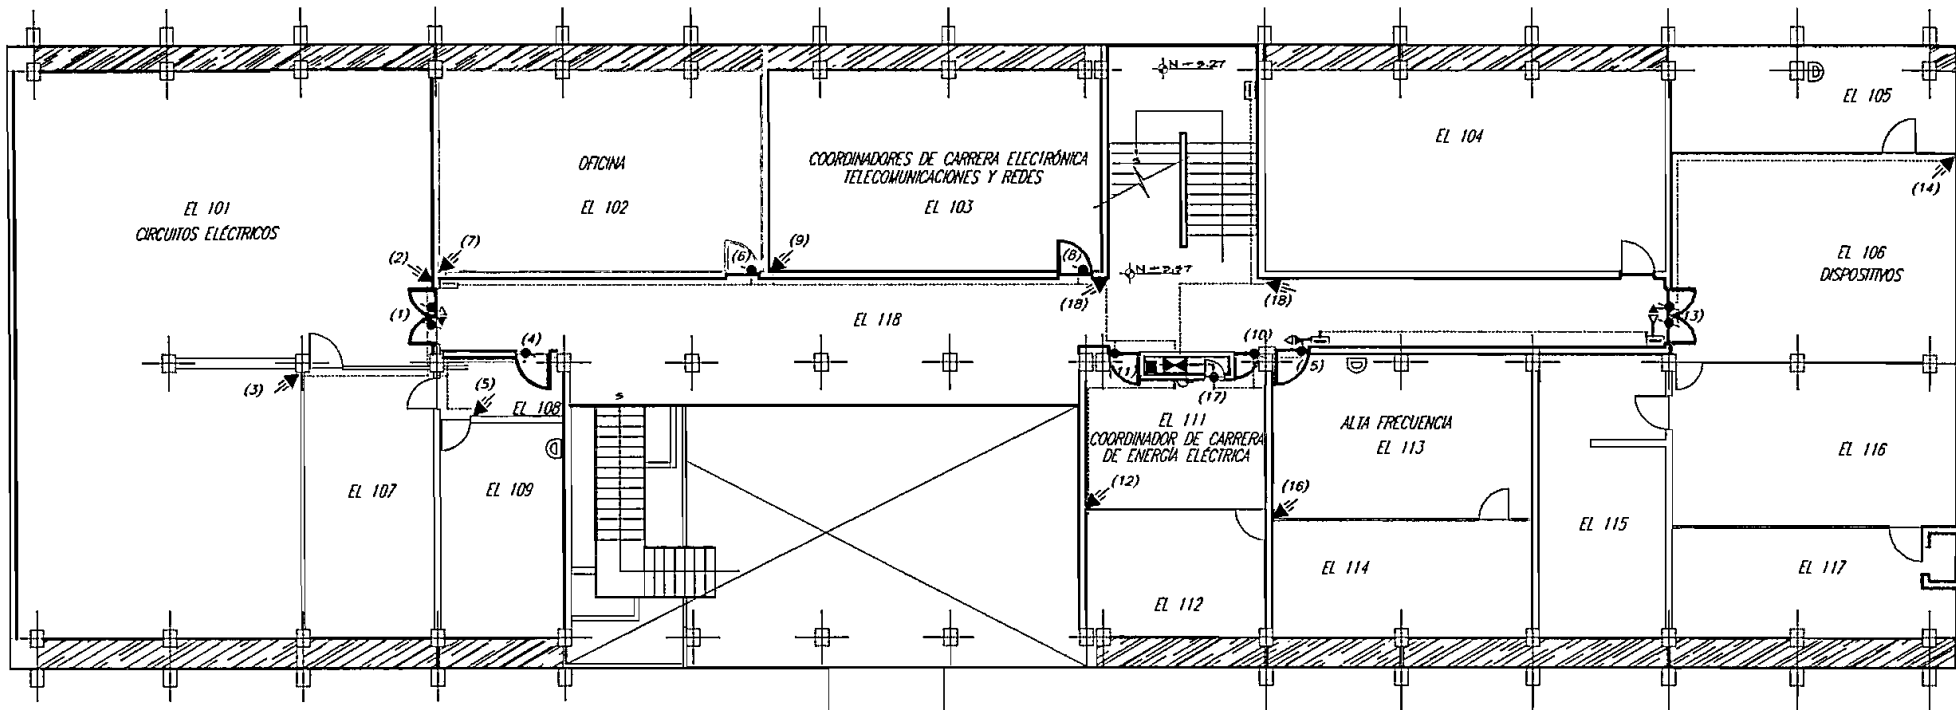 N-9.27
EL 105
EL 104
OFICINA
COORDINADORES DE CARRERA ELECTRÓNICA
TELECOMUNICACIONES Y REDES
(14)
EL 101
CIRCUITOS ELÉCTRICOS
EL 102
EL 103
(2)
(7)
(6)
(9)
(8)
EL 106
DISPOSITIVOS
(18)
(18)
(1)
EL 118
(4)
(10)
(3)
(5)
EL 108
S
(11)
(17)
EL 111
COORDINADOR DE CARRERA
DE ENERGÍA ELÉCTRICA
ALTA FRECUENCIA
EL 113
EL 116
EL 107
EL 109
(12)
(16)
EL 115
EL 114
EL 117
EL 112